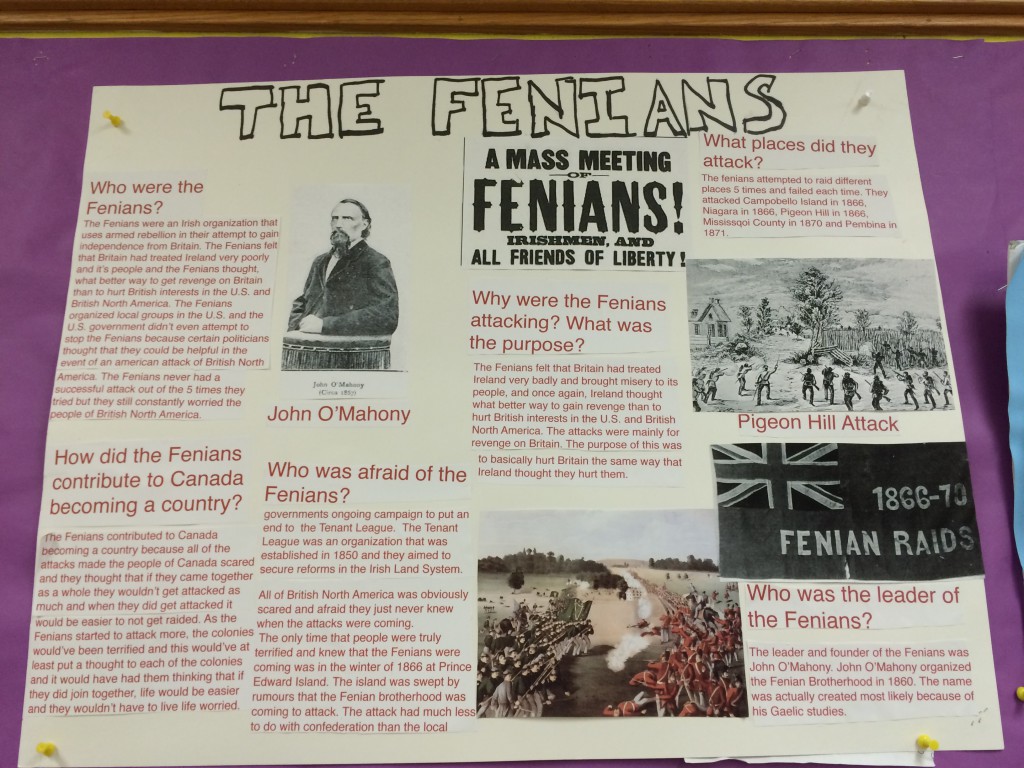 THE FENIANS
Who were the
Fenians?
The Fenians were an Irish organization that
uses armed rebellion in their attempt to gain
independence from Britain. The Fenians felt
that Britain had treated Ireland very poorly
and it's people and the Fenians thought,
what better way to get revenge on Britain
than to hurt British interests in the U.S. and
British North America. The Fenians
organized local groups in the U.S. and the
U.S. government didn't even attempt to
stop the Fenians because certain politicians
thought that they could be helpful in the
event of an american attack of British North
America. The Fenians never had a
successful attack out of the 5 times they
tried but they still constantly worried the
people of British North America.
How did the Fenians
contribute to Canada
becoming a country?
The Fenians contributed to Canada
becoming a country because all of the
attacks made the people of Canada scared
and they thought that if they came together
as a whole they wouldn't get attacked as
much and when they did get attacked it
would be easier to not get raided. As the
Fenians started to attack more, the colonies
would've been terrified and this would've at
least put a thought to each of the colonies
and it would have had them thinking that if
they did join together, life would be easier
and they wouldn't have to live life worried.
John O'Mahony
(Circa 1867)
John O'Mahony
Who was afraid of the
Fenians?
governments ongoing campaign to put an
end to the Tenant League. The Tenant
League was an organization that was
established in 1850 and they aimed to
secure reforms in the Irish Land System.
All of British North America was obviously
scared and afraid they just never knew
when the attacks were coming.
The only time that people were truly
terrified and knew that the Fenians were
coming was in the winter of 1866 at Prince
Edward Island. The island was swept by
rumours that the Fenian brotherhood was
coming to attack. The attack had much less
to do with confederation than the local
A MASS MEETING
OF
FENIANS!
IRISHMEN, AND
ALL FRIENDS OF LIBERTY!
Why were the Fenians
attacking? What was
the purpose?
The Fenians felt that Britain had treated
Ireland very badly and brought misery to its
people, and once again, Ireland thought
what better way to gain revenge than to
hurt British interests in the U.S. and British
North America. The attacks were mainly for
revenge on Britain. The purpose of this was
to basically hurt Britain the same way that
Ireland thought they hurt them.
What places did they
attack?
The fenians attempted to raid different
places 5 times and failed each time. They
attacked Campobello Island in 1866,
Niagara in 1866, Pigeon Hill in 1866,
Missisqoi County in 1870 and Pembina in
1871.
Pigeon Hill Attack
1866-70
FENIAN RAIDS
Who was the leader of
the Fenians?
The leader and founder of the Fenians was
John O'Mahony. John O'Mahony organized
the Fenian Brotherhood in 1860. The name
was actually created most likely because of
his Gaelic studies.